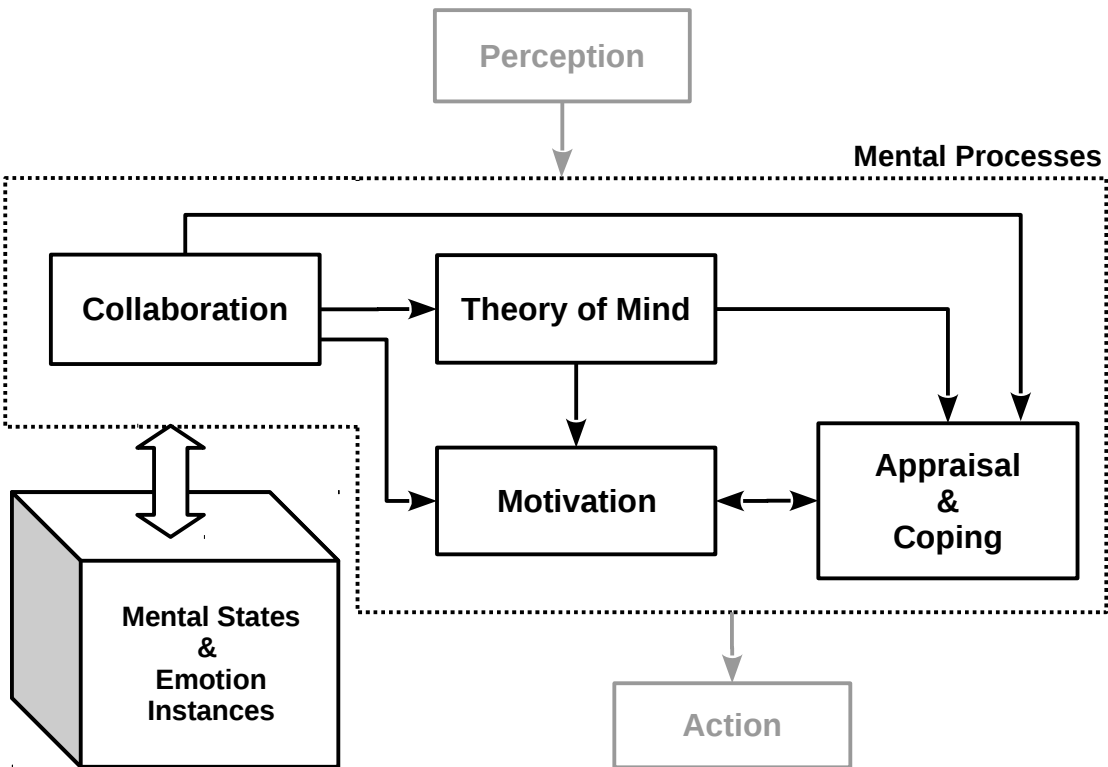 Perception
Mental Processes
Collaboration
Theory of Mind
Motivation
Appraisal
&
Coping
Mental States
&
Emotion
Instances
Action